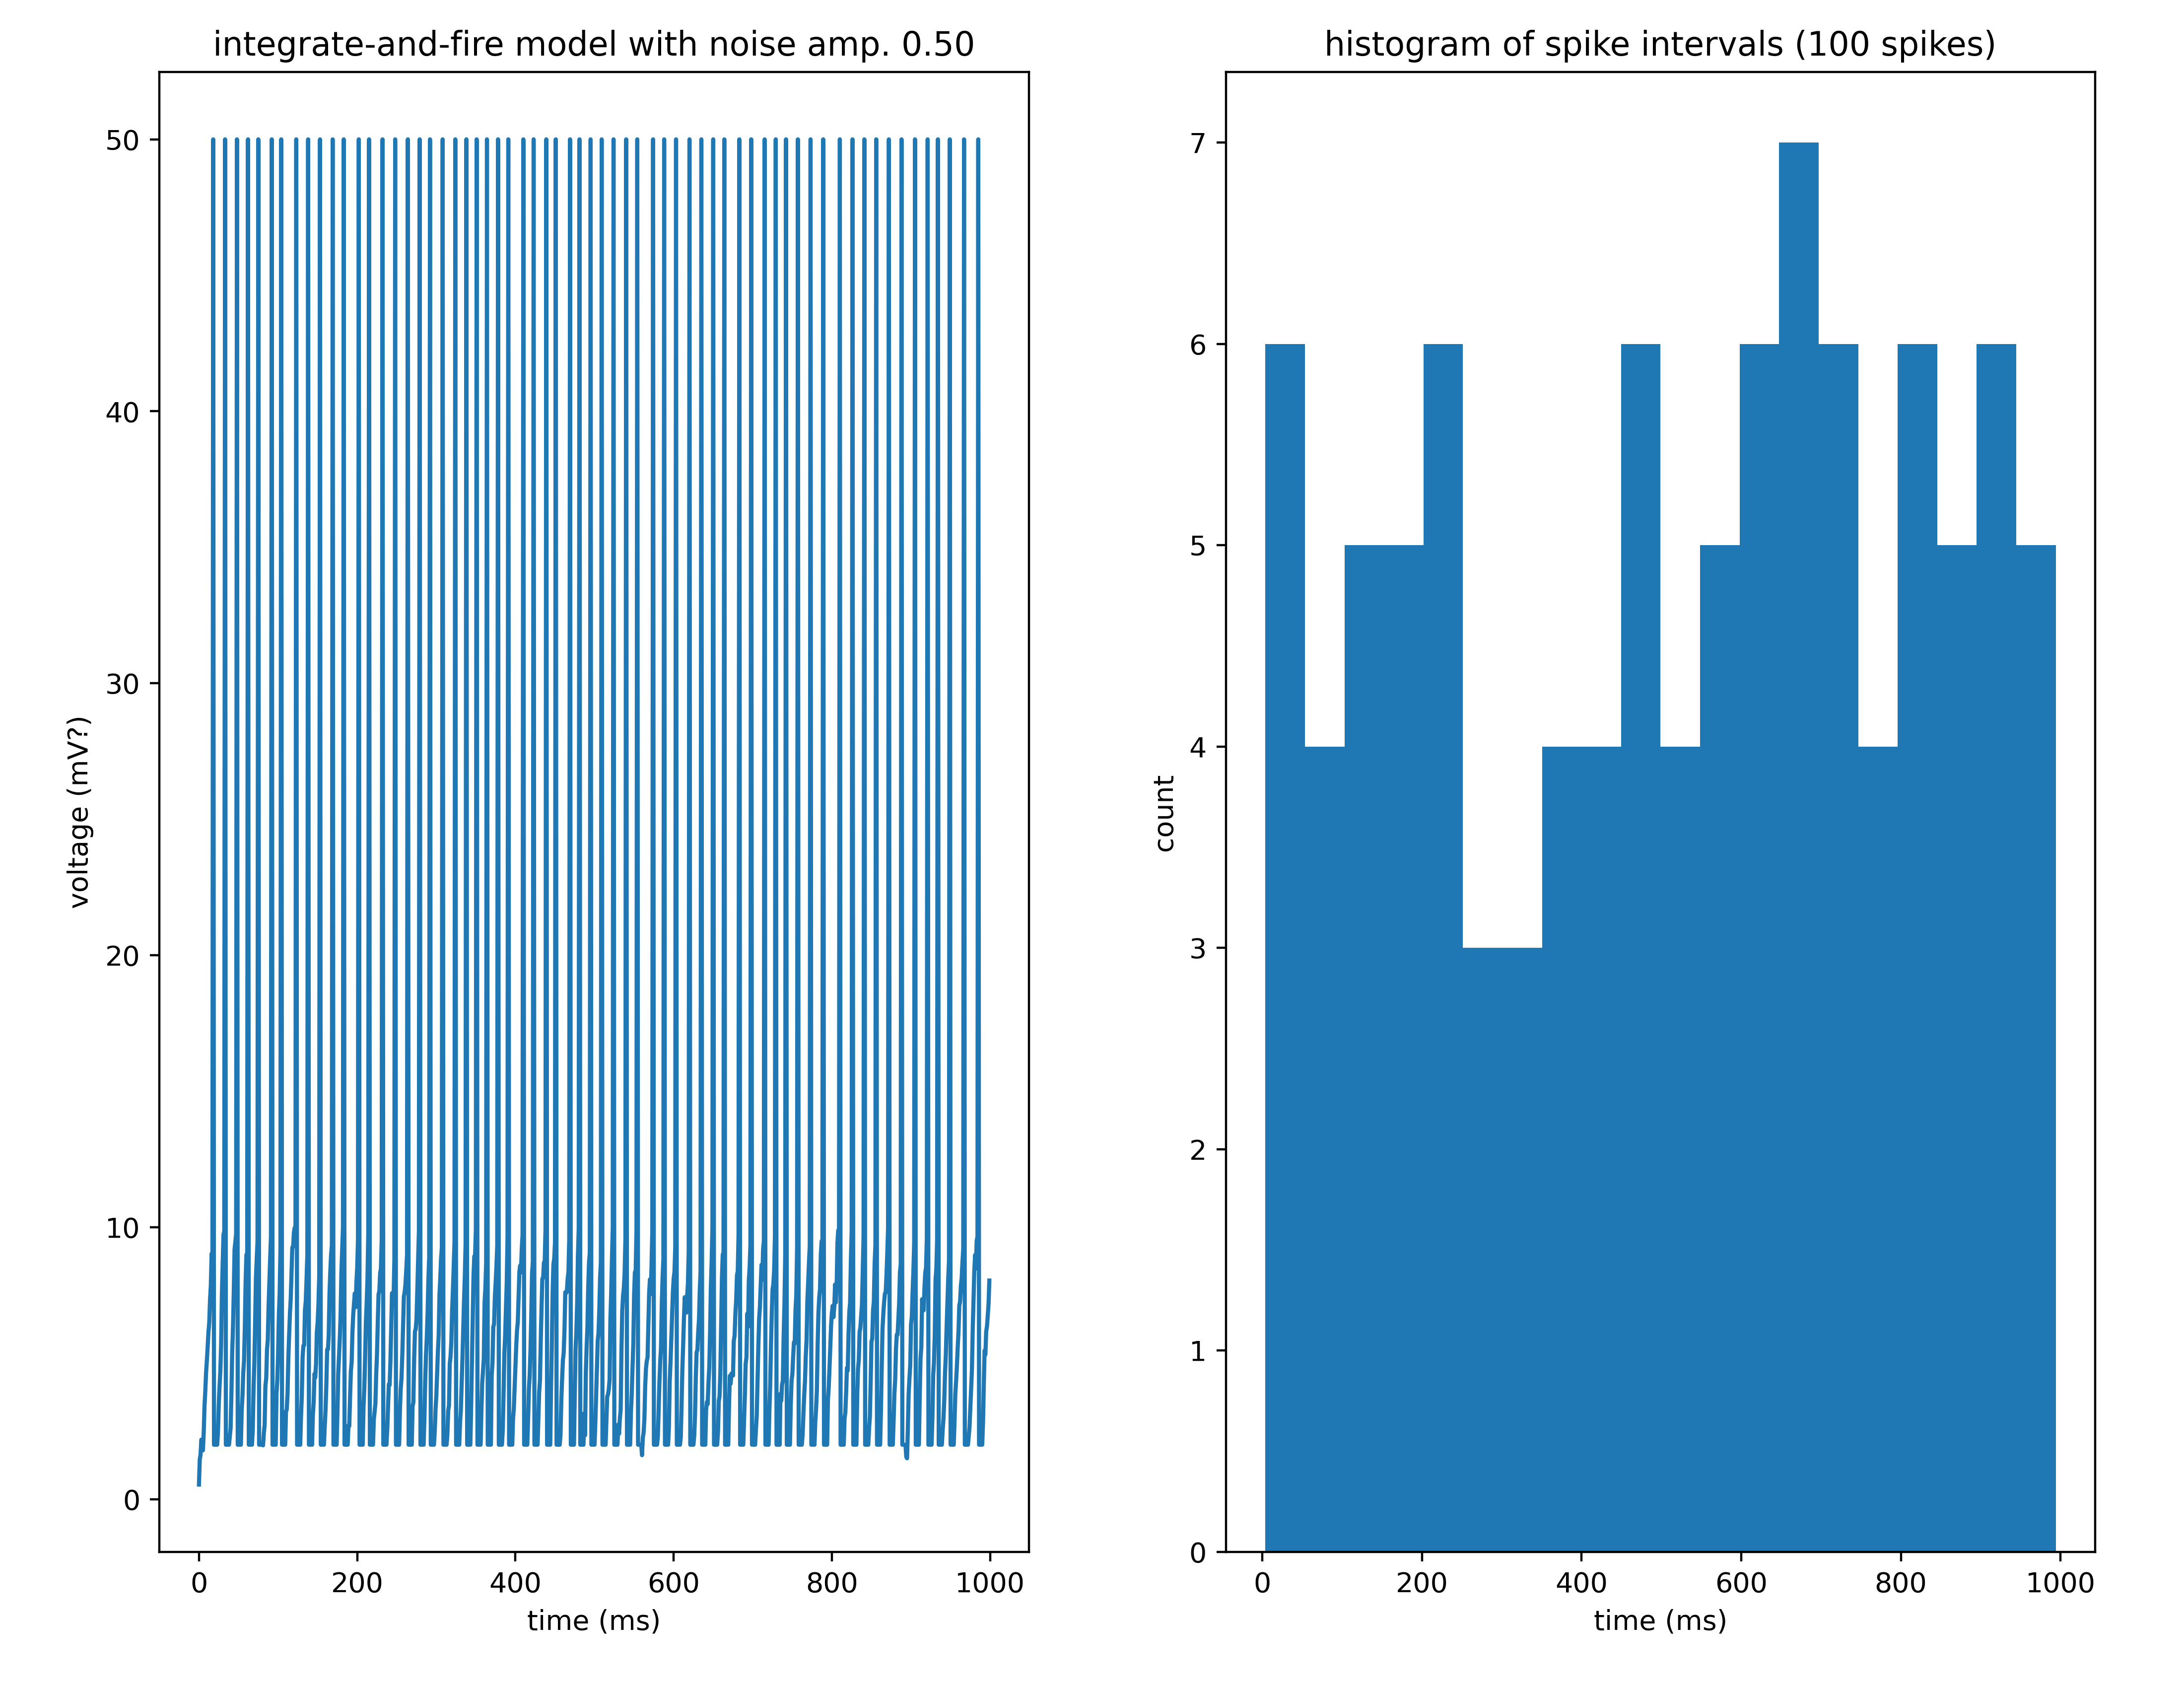 integrate-and-fire model with noise amp. 0.50
voltage (mV?)
50
40
30
20
10
0
0 200 400 600 800 1000
time (ms)
histogram of spike intervals (100 spikes)
count
7
6
5
4
3
2
1
0
0 200 400 600 800 1000
time (ms)